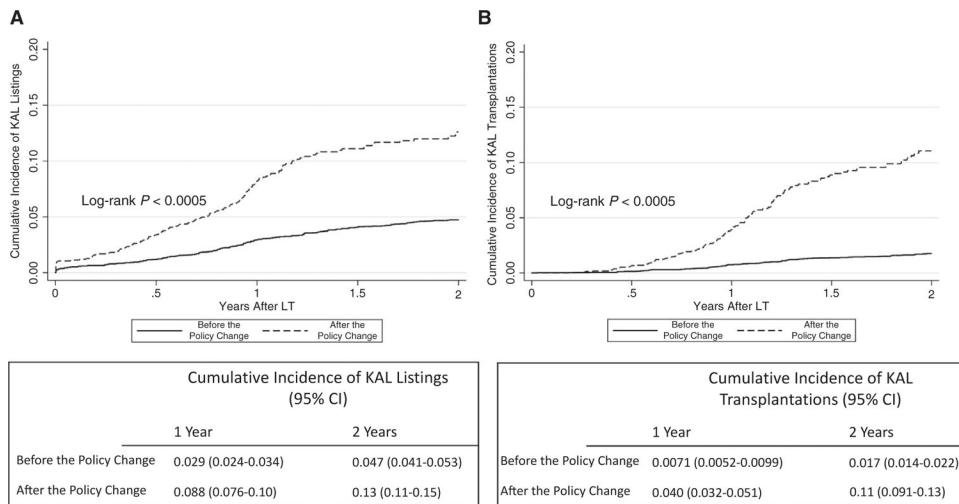 A
Cumulative Incidence of KAL Listings
0.20
0.15
0.10
0.05
0.00
Log-rank P < 0.0005
0
.5
1
1.5
2
Years After LT
Before the
Policy Change
After the
Policy Change
B
Cumulative Incidence of KAL Transplantations
0.20
0.15
0.10
0.05
0.00
Log-rank P < 0.0005
0
.5
1
1.5
2
Years After LT
Before the
Policy Change
After the
Policy Change
Cumulative Incidence of KAL Listings
(95% CI)
1 Year 2 Years
Before the Policy Change 0.029 (0.024-0.034) 0.047 (0.041-0.053)
After the Policy Change 0.088 (0.076-0.10) 0.13 (0.11-0.15)
Cumulative Incidence of KAL
Transplantations (95% CI)
1 Year 2 Years
Before the Policy Change 0.0071 (0.0052-0.0099) 0.017 (0.014-0.022)
After the Policy Change 0.040 (0.032-0.051) 0.11 (0.091-0.13)